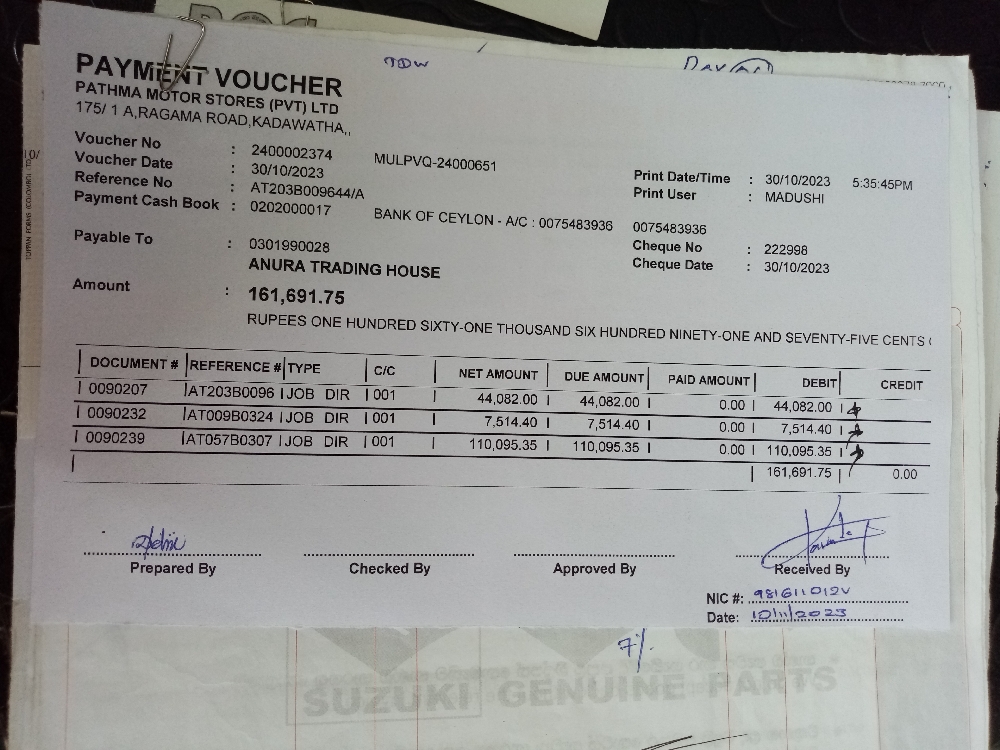 TDW
PAYMENT VOUCHER
PATHMA MOTOR STORES (PVT) LTD
175/ 1 A,RAGAMA ROAD,KADAWATHA,,
Voucher No : 2400002374 MULPVQ-24000651
Voucher Date : 30/10/2023
Reference No : AT203B009644/A
Payment Cash Book : 0202000017 BANK OF CEYLON - A/C : 0075483936 0075483936
Print Date/Time : 30/10/2023 5:35:45PM
Print User : MADUSHI
Payable To : 0301990028
ANURA TRADING HOUSE
Cheque No : 222998
Cheque Date : 30/10/2023
Amount : 161,691.75
RUPEES ONE HUNDRED SIXTY-ONE THOUSAND SIX HUNDRED NINETY-ONE AND SEVENTY-FIVE CENTS (
DOCUMENT # REFERENCE # TYPE C/C NET AMOUNT DUE AMOUNT PAID AMOUNT DEBIT CREDIT
0090207 AT203B0096 JOB DIR 001 44,082.00 44,082.00 0.00 44,082.00
0090232 AT009B0324 JOB DIR 001 7,514.40 7,514.40 0.00 7,514.40
0090239 AT057B0307 JOB DIR 001 110,095.35 110,095.35 0.00 110,095.35
161,691.75 0.00
Prepared By Checked By Approved By Received By
NIC #: 981611012V
Date: 10/11/2023
7%
SUZUKI GENUINE PARTS